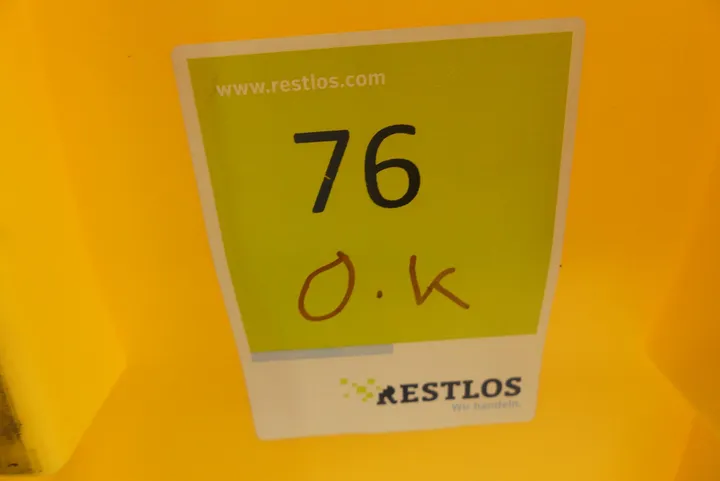 www.restlos.com
76
O.K
RESTLOS
Wir handeln.